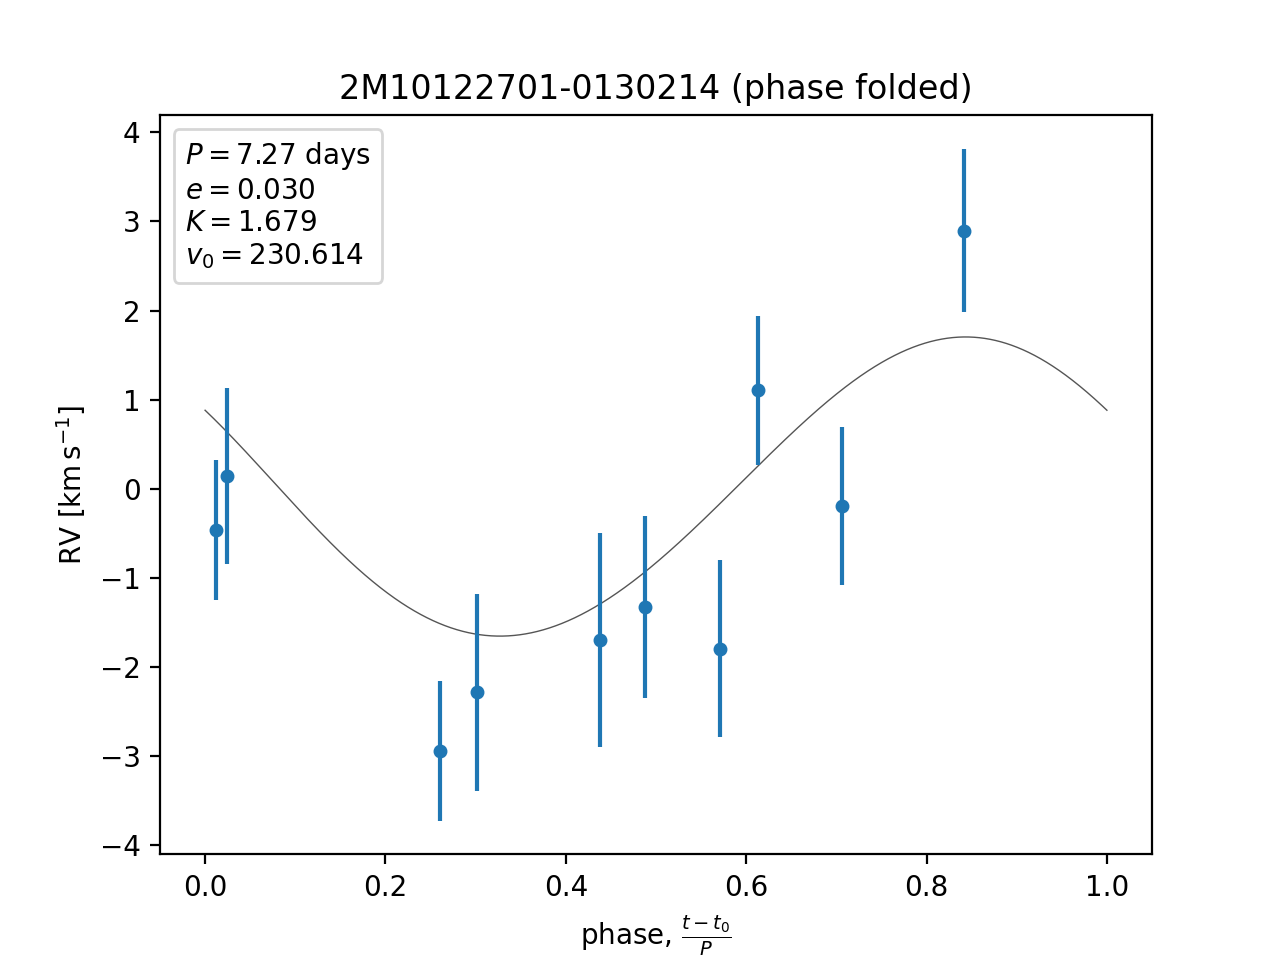 2M10122701-0130214 (phase folded)
P = 7.27 days
e = 0.030
K = 1.679
v₀ = 230.614
RV [km s⁻¹]
4
3
2
1
0
−1
−2
−3
−4
0.0 0.2 0.4 0.6 0.8 1.0
phase, (t − t₀)/P